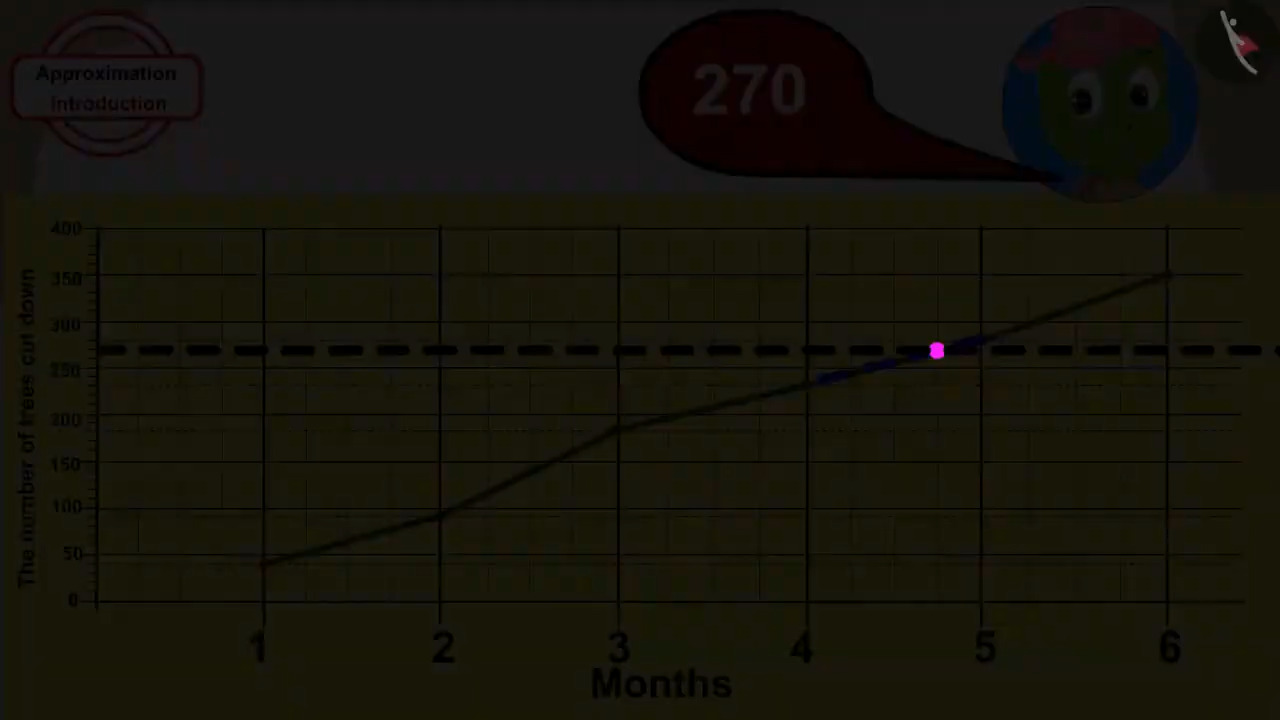 Approximation
Introduction
270
The number of trees cut down
400
350
300
250
200
150
100
50
0
1 2 3 4 5 6
Months